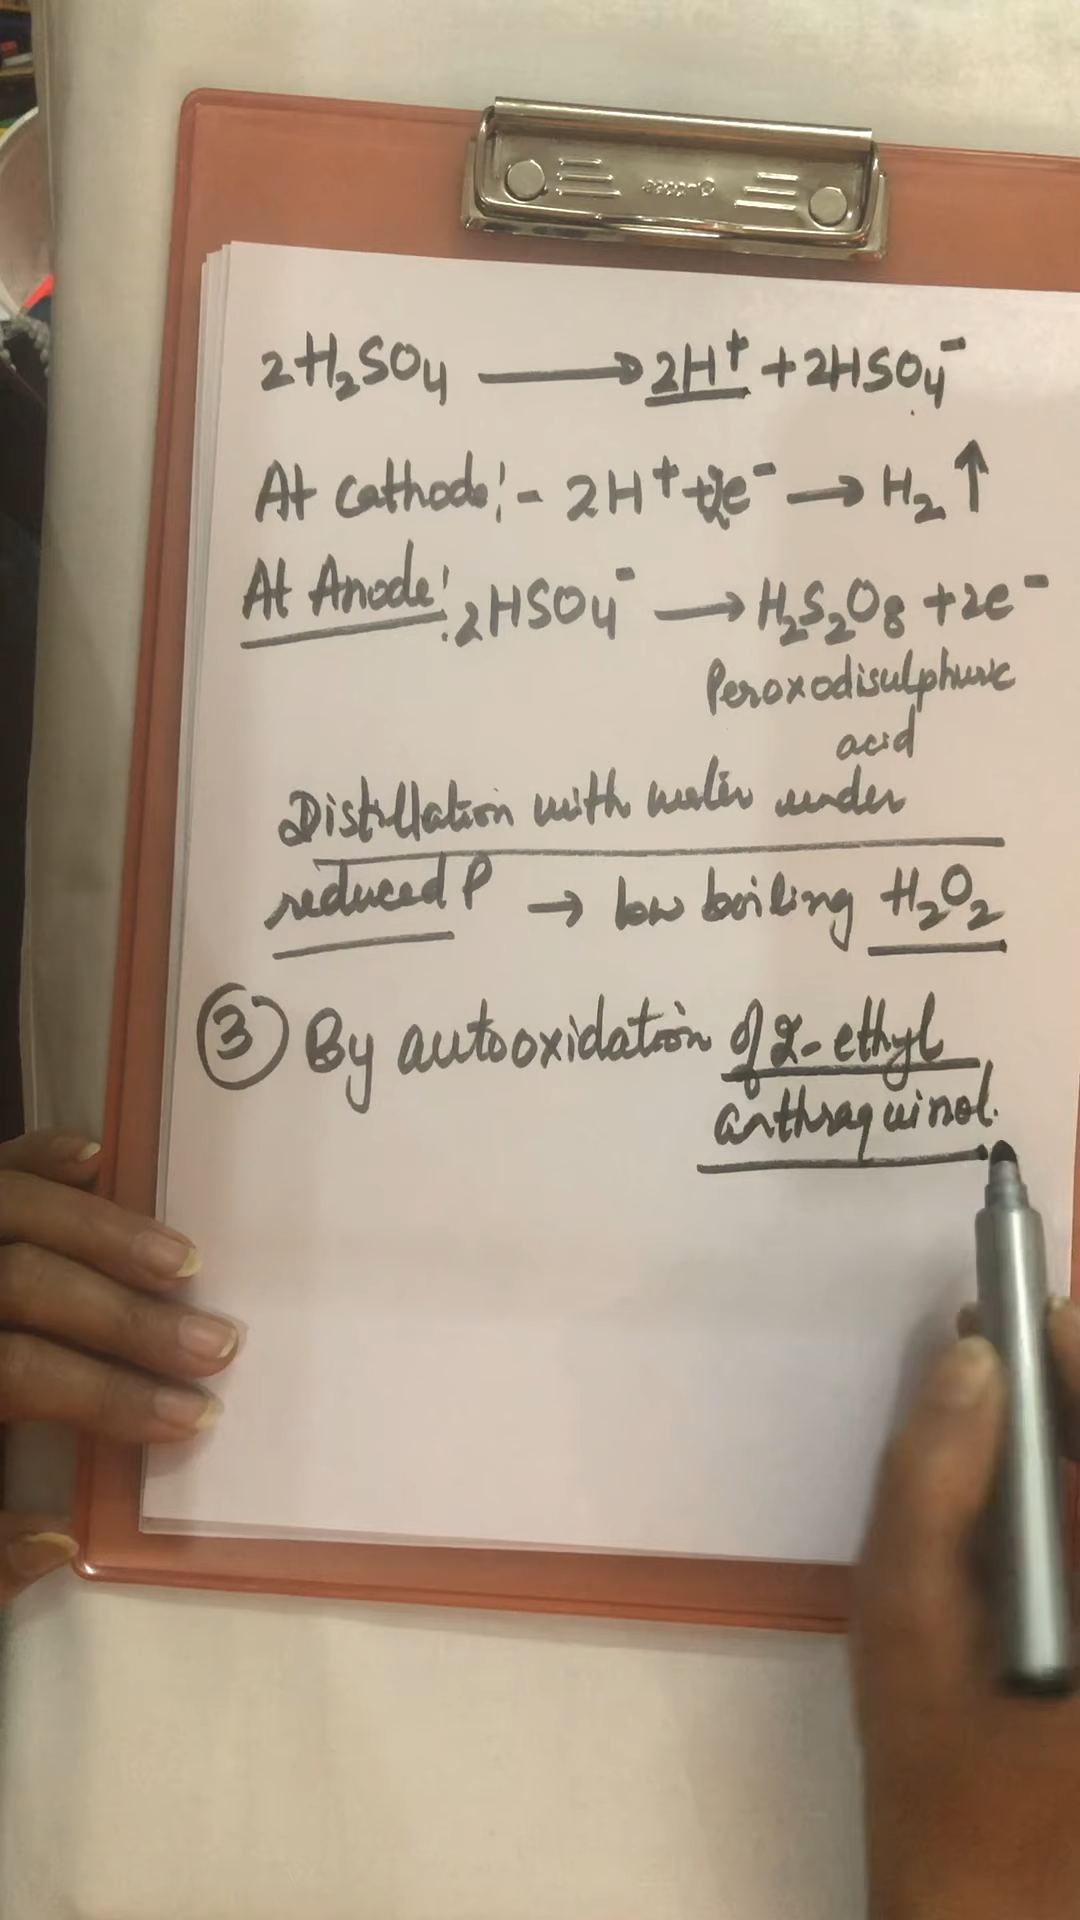 2H₂SO₄ ⟶ 2H⁺ + 2HSO₄⁻
At Cathode:- 2H⁺ + 2e⁻ → H₂ ↑
At Anode: 2HSO₄⁻ → H₂S₂O₈ + 2e⁻
Peroxodisulphuric
acid
Distillation with water under
reduced P → low boiling H₂O₂
③ By autooxidation of 2-ethyl
anthraquinol.